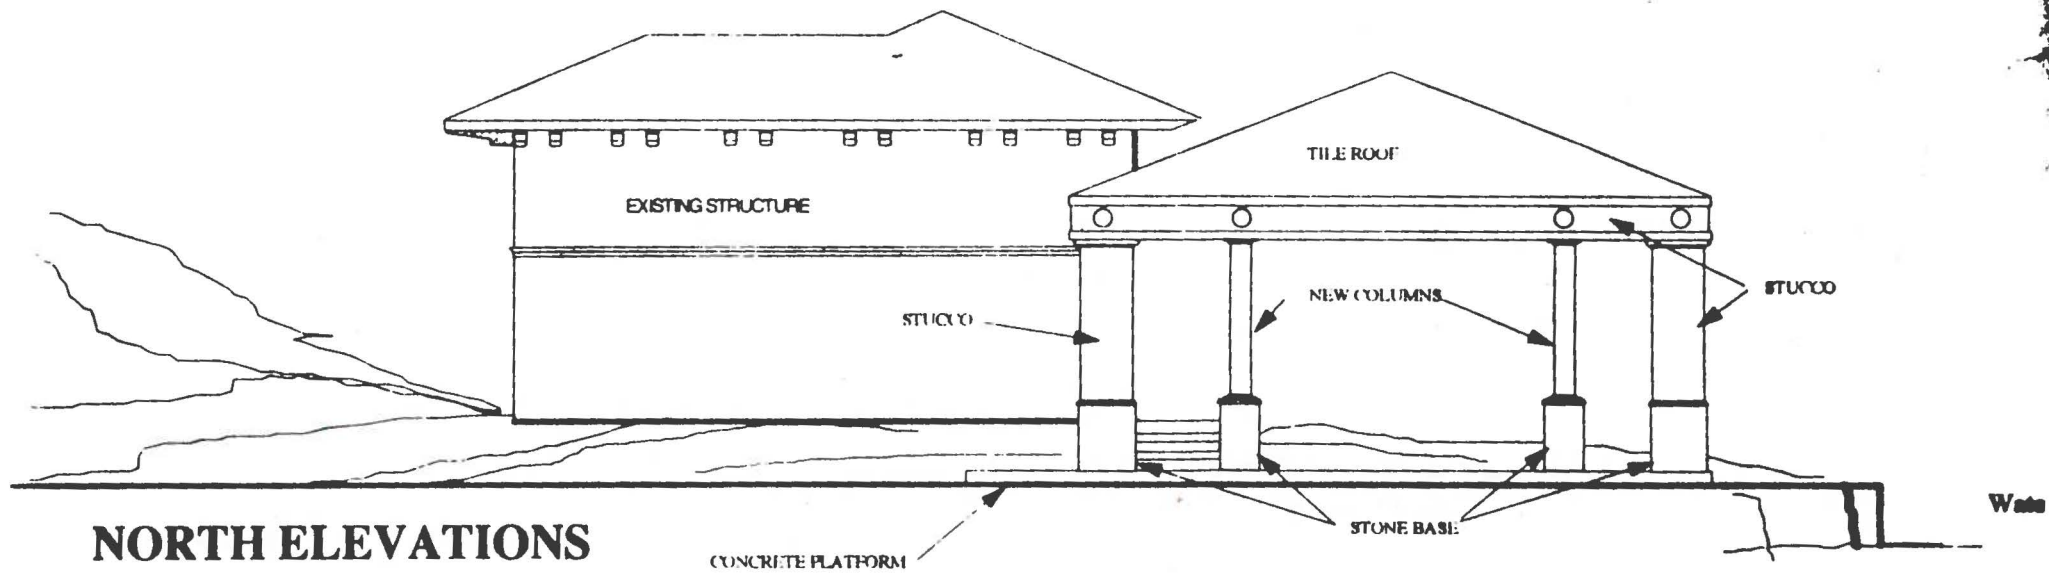 TILE ROOF
EXISTING STRUCTURE
STUCCO
NEW COLUMNS
STUCCO
STONE BASE
NORTH ELEVATIONS
CONCRETE PLATFORM